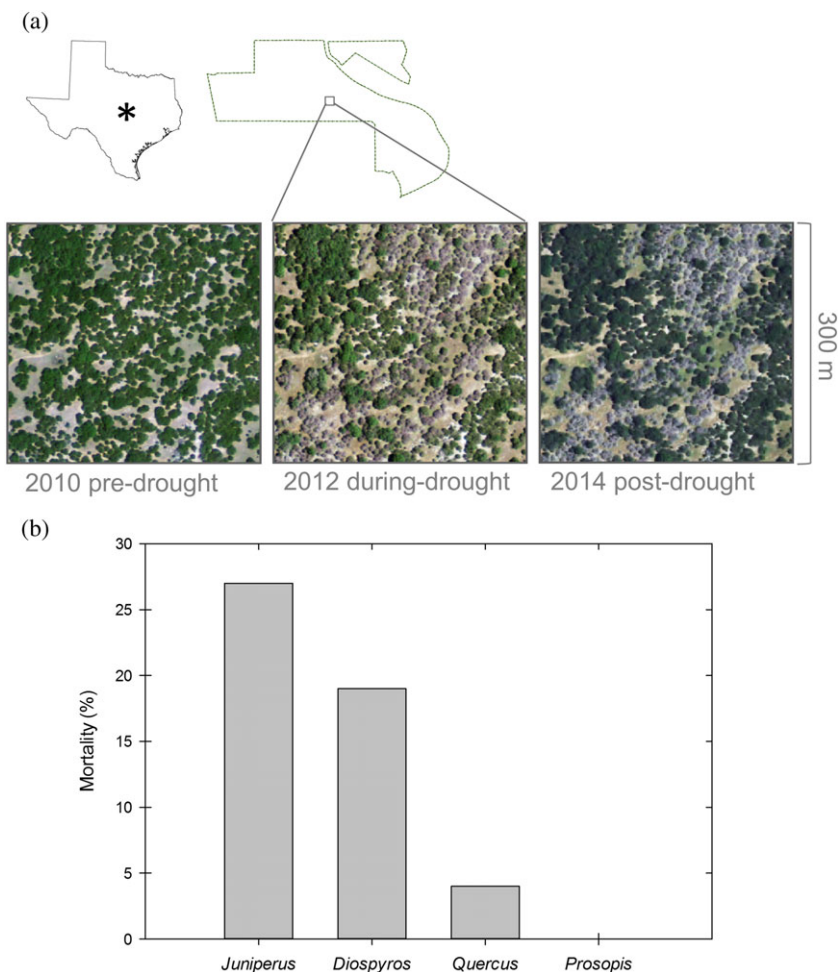 (a)
*
300 m
2010 pre-drought
2012 during-drought
2014 post-drought
(b)
30
25
20
15
10
5
0
Mortality (%)
Juniperus
Diospyros
Quercus
Prosopis